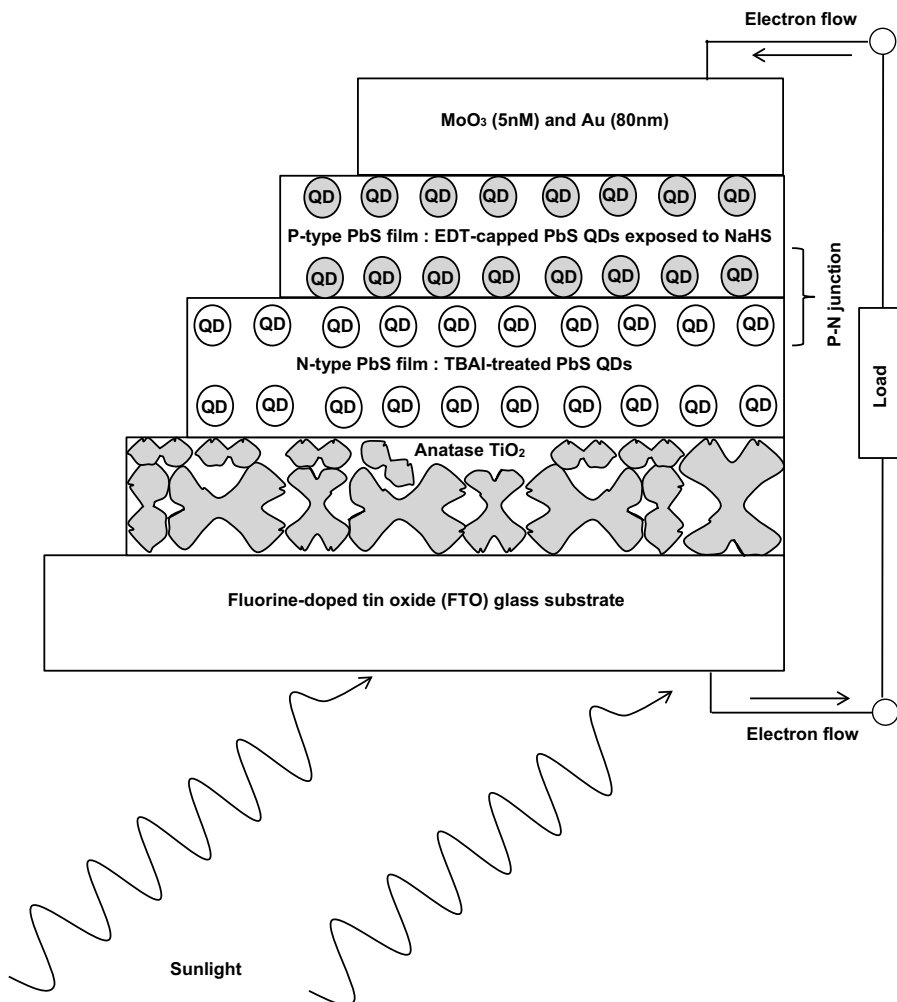 Electron flow
MoO₃ (5nM) and Au (80nm)
QD QD QD QD QD QD QD QD
P-type PbS film : EDT-capped PbS QDs exposed to NaHS
QD QD QD QD QD QD QD QD
P-N junction
QD QD QD QD QD QD QD QD QD QD
N-type PbS film : TBAI-treated PbS QDs
Load
QD QD QD QD QD QD QD QD QD QD
Anatase TiO₂
Fluorine-doped tin oxide (FTO) glass substrate
Electron flow
Sunlight